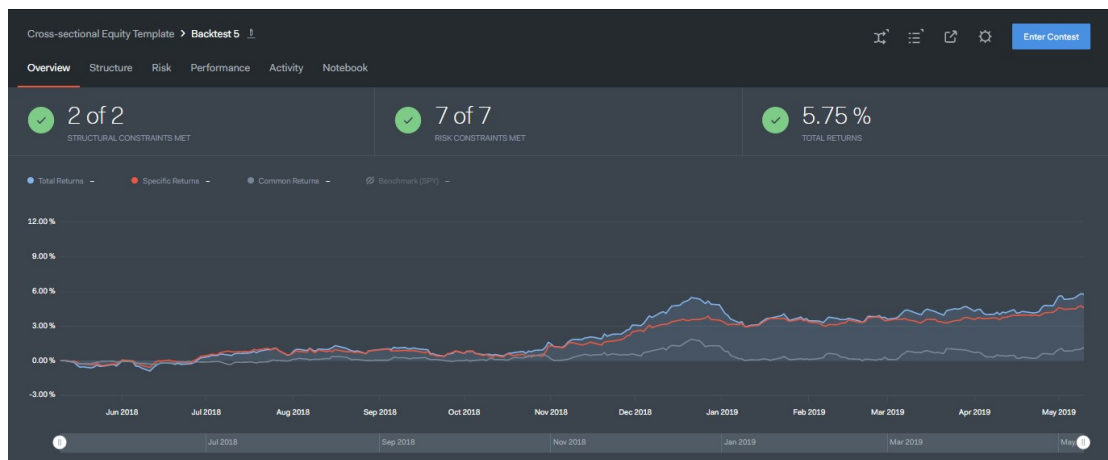 Cross-sectional Equity Template > Backtest 5
Enter Contest
Overview Structure Risk Performance Activity Notebook
2 of 2
STRUCTURAL CONSTRAINTS MET
7 of 7
RISK CONSTRAINTS MET
5.75 %
TOTAL RETURNS
Total Returns – Specific Returns – Common Returns – Benchmark (SPY) –
12.00 %
9.00 %
6.00 %
3.00 %
0.00 %
-3.00 %
Jun 2018 Jul 2018 Aug 2018 Sep 2018 Oct 2018 Nov 2018 Dec 2018 Jan 2019 Feb 2019 Mar 2019 Apr 2019 May 2019
Jul 2018 Sep 2018 Nov 2018 Jan 2019 Mar 2019 May